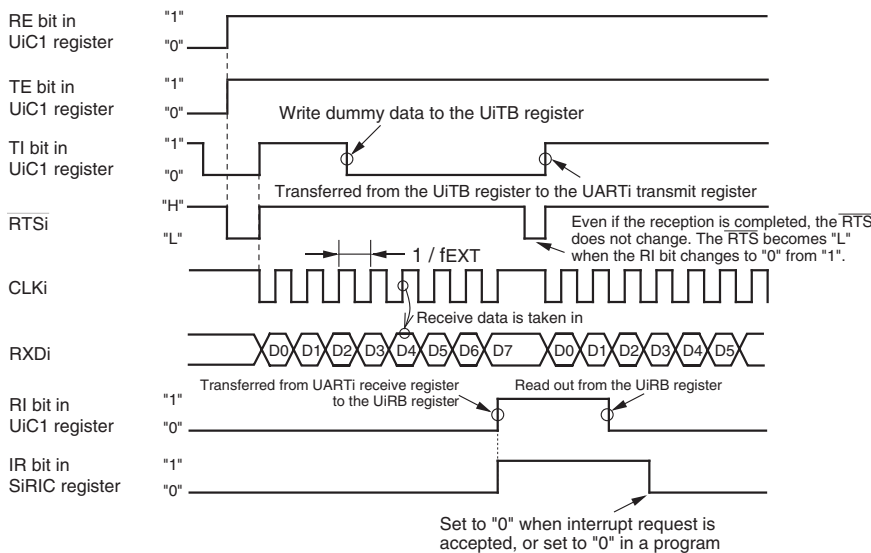 RE bit in
UiC1 register
"1"
"0"
TE bit in
UiC1 register
"1"
"0"
Write dummy data to the UiTB register
TI bit in
UiC1 register
"1"
"0"
Transferred from the UiTB register to the UARTi transmit register
RTSi
"H"
"L"
Even if the reception is completed, the RTS
does not change. The RTS becomes "L"
when the RI bit changes to "0" from "1".
1 / fEXT
CLKi
Receive data is taken in
RXDi
D0 D1 D2 D3 D4 D5 D6 D7 D0 D1 D2 D3 D4 D5
Transferred from UARTi receive register
to the UiRB register
Read out from the UiRB register
RI bit in
UiC1 register
"1"
"0"
IR bit in
SiRIC register
"1"
"0"
Set to "0" when interrupt request is
accepted, or set to "0" in a program